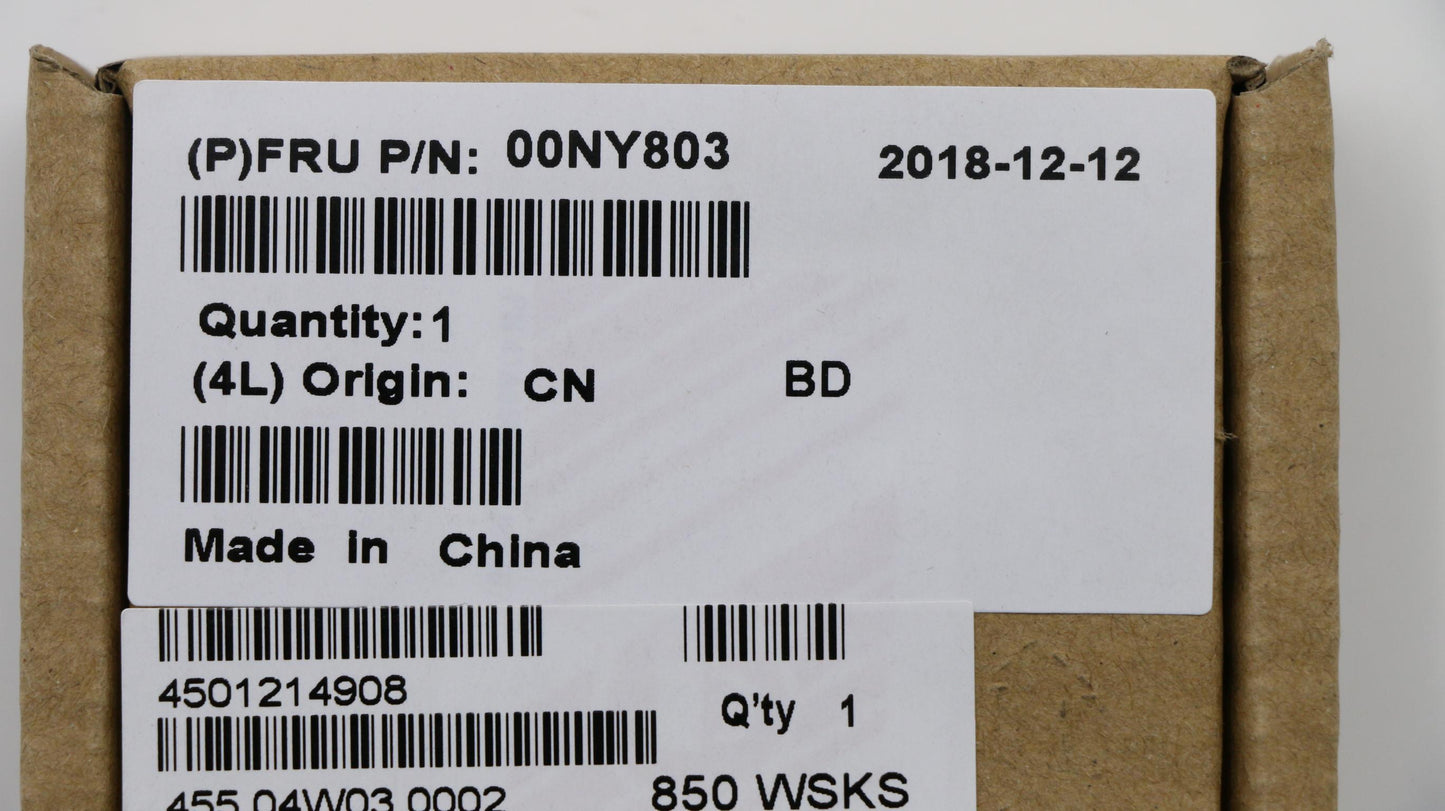 (P)FRU P/N: 00NY803 2018-12-12
Quantity: 1
(4L) Origin: CN BD
Made in China
4501214908
Q'ty 1
455.04W03.0002 850 WSKS